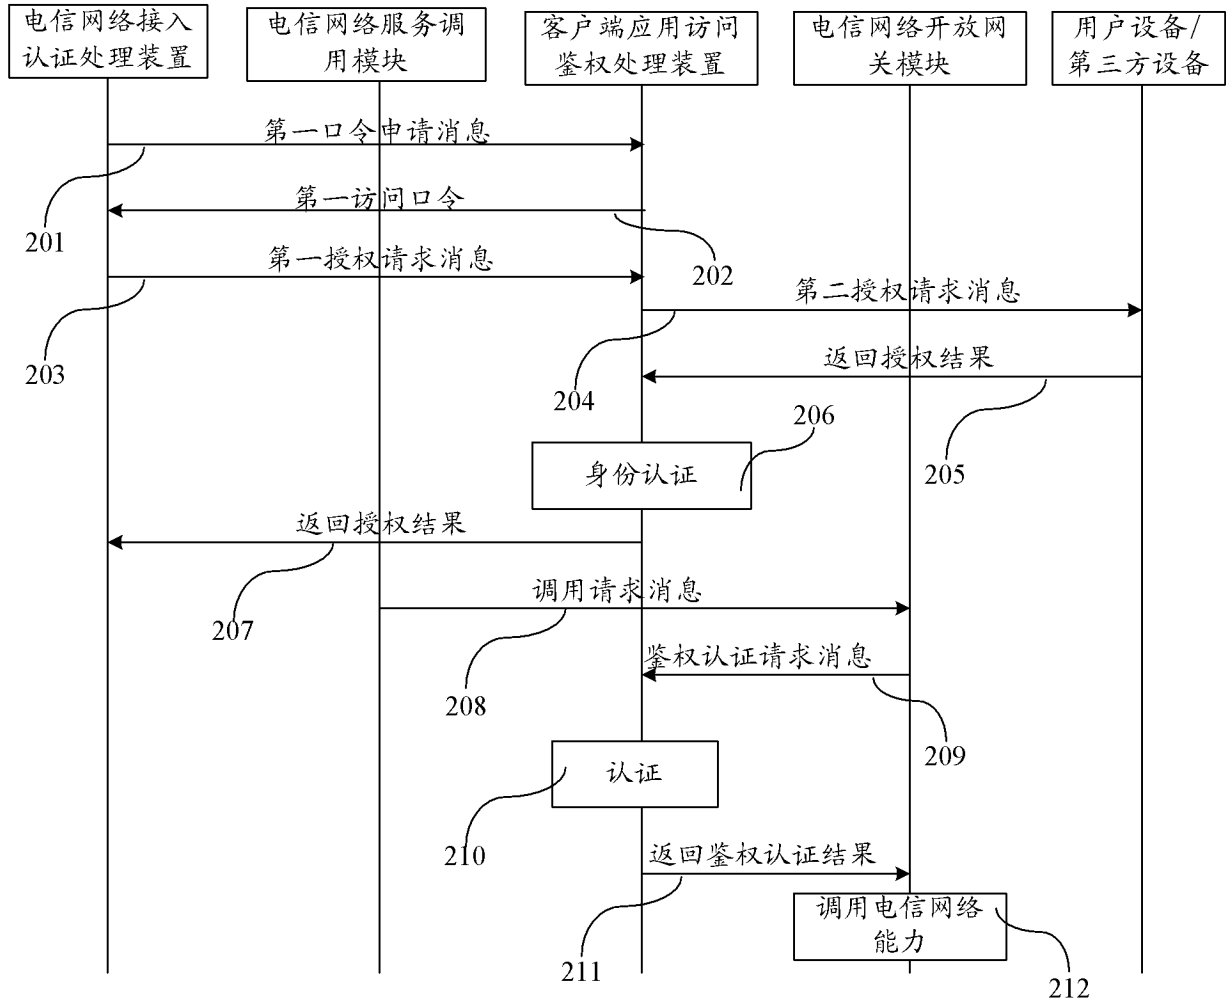 电信网络接入
认证处理装置
电信网络服务调
用模块
客户端应用访问
鉴权处理装置
电信网络开放网
关模块
用户设备/
第三方设备
第一口令申请消息
201
第一访问口令
202
第一授权请求消息
203
第二授权请求消息
204
返回授权结果
205
206
身份认证
返回授权结果
207
调用请求消息
208
鉴权认证请求消息
209
认证
210
返回鉴权认证结果
211
调用电信网络
能力
212